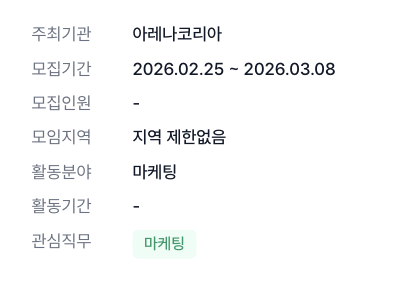 주최기관 아레나코리아
모집기간 2026.02.25 ~ 2026.03.08
모집인원 -
모임지역 지역 제한없음
활동분야 마케팅
활동기간 -
관심직무 마케팅